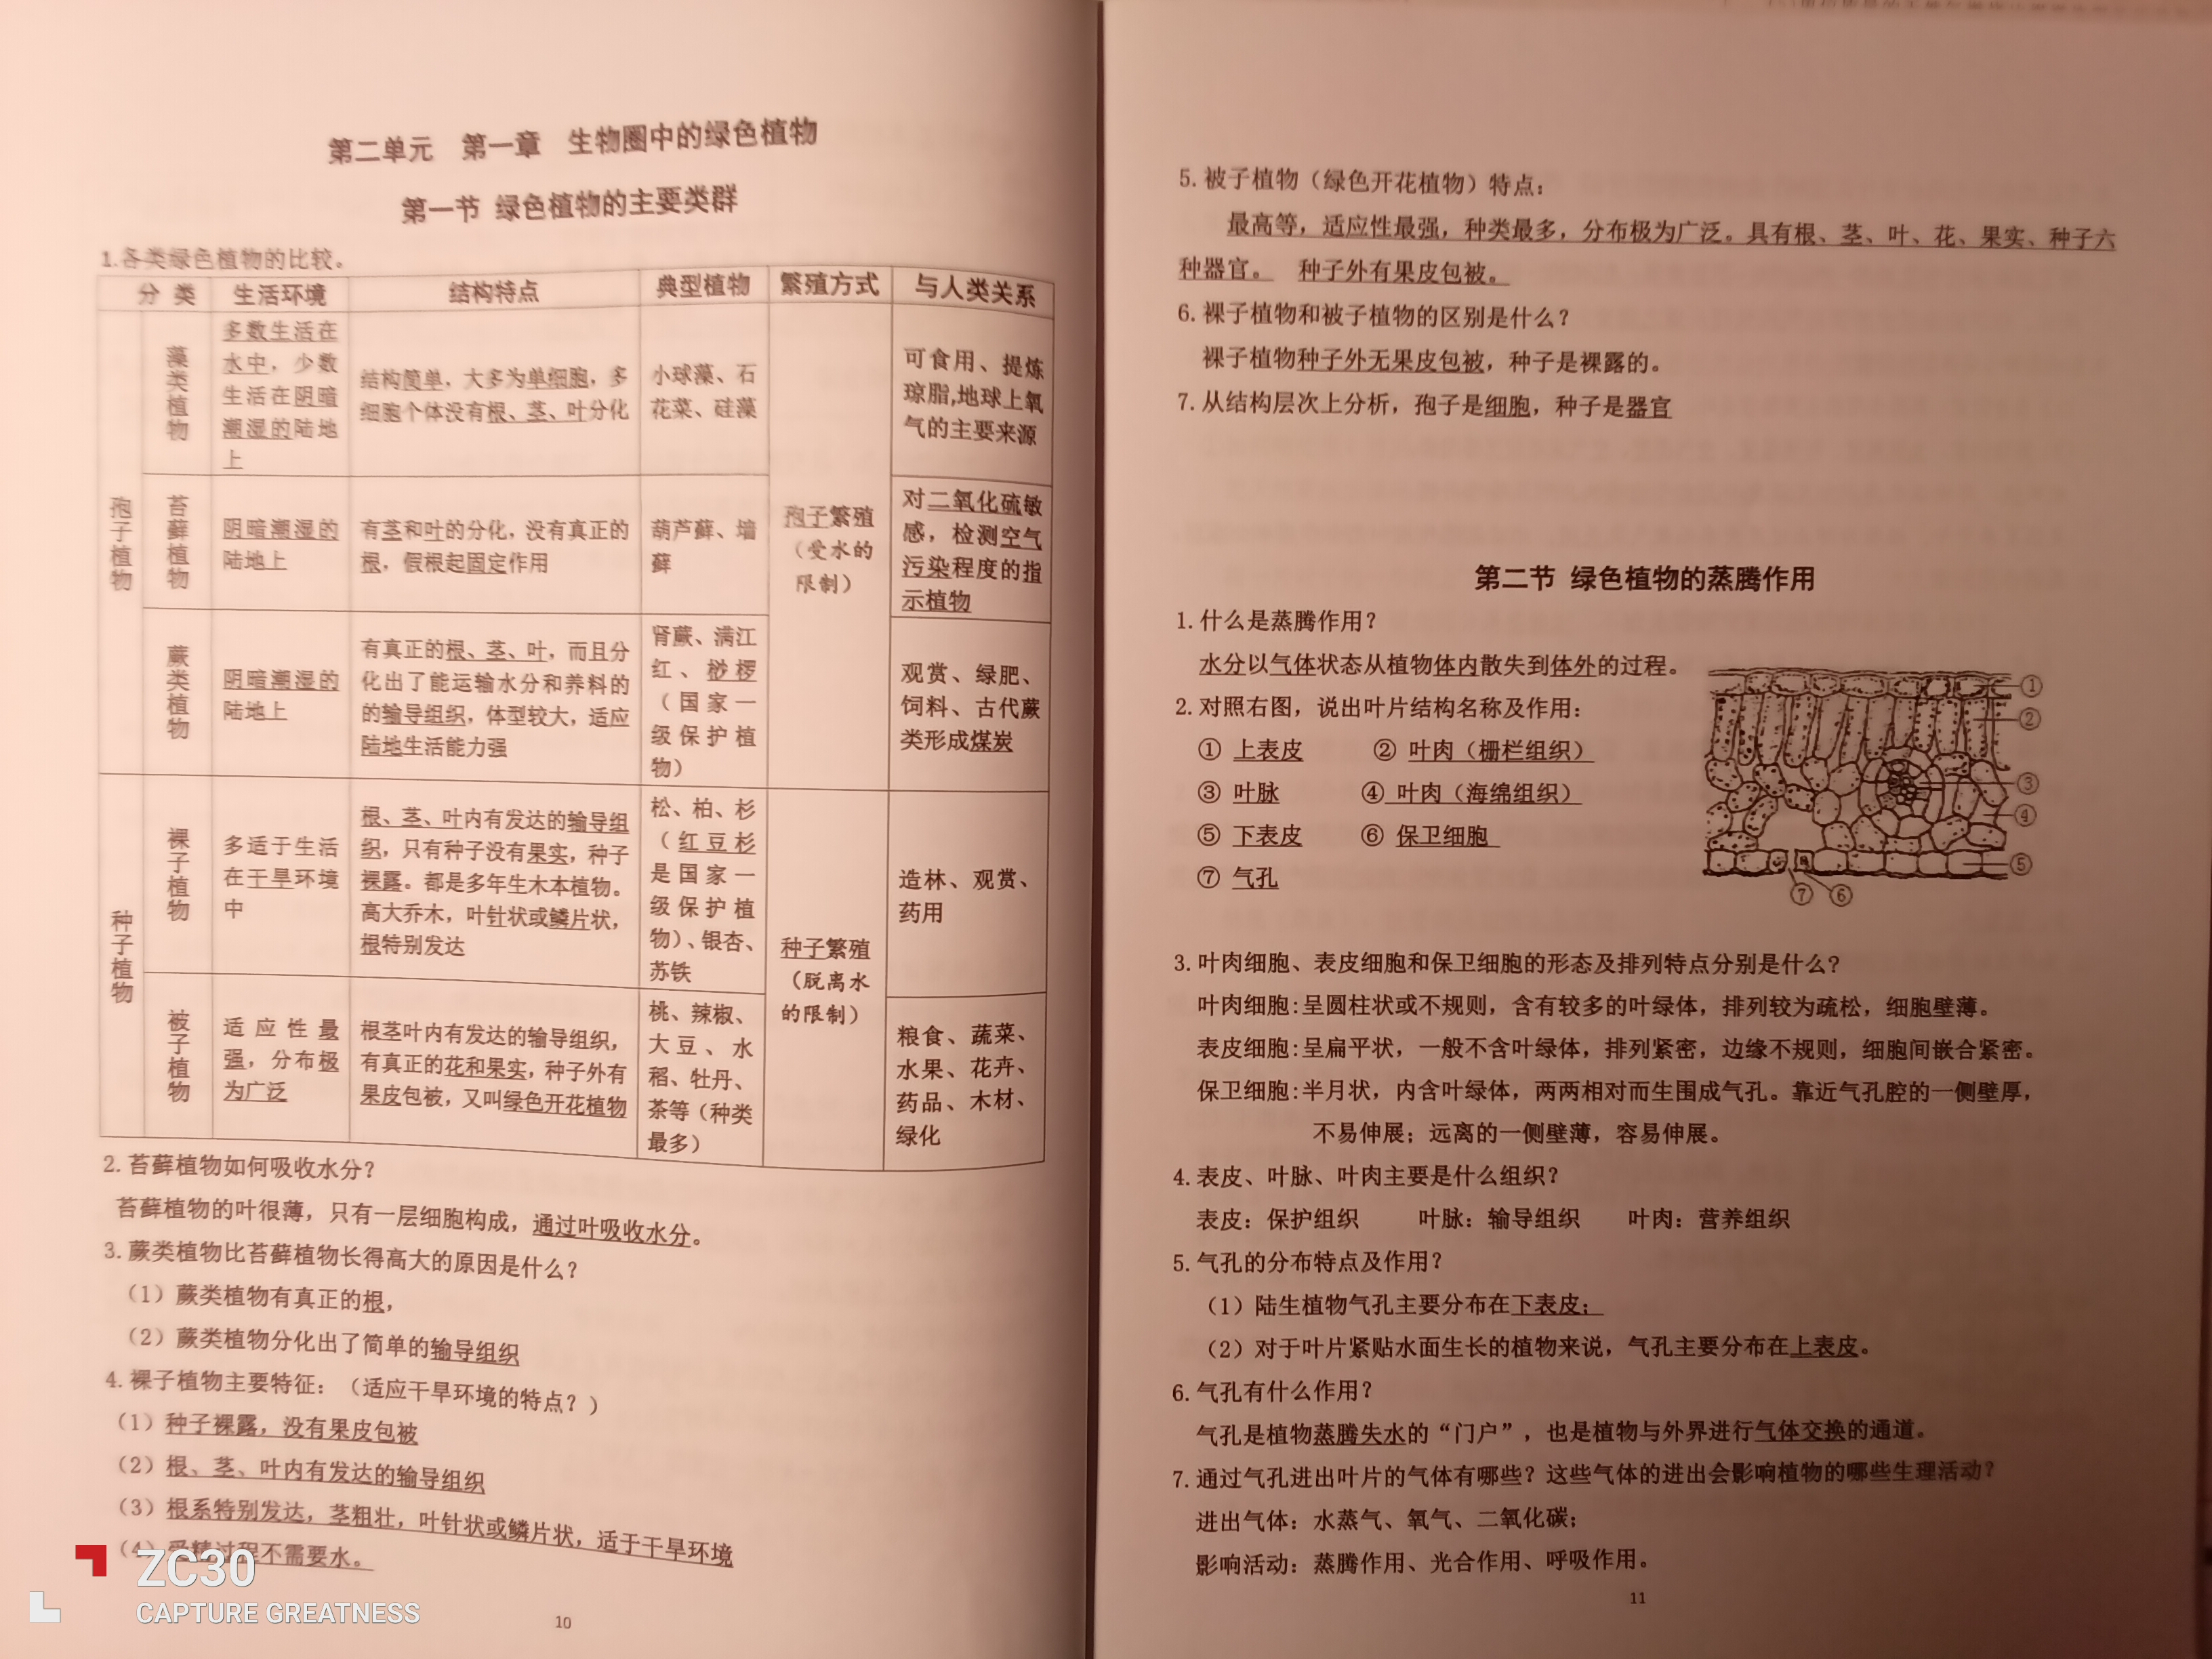 第二单元 第一章 生物圈中的绿色植物
第一节 绿色植物的主要类群
1.各类绿色植物的比较。
分 类 生活环境 结构特点 典型植物 繁殖方式 与人类关系
孢子植物
藻类植物
多数生活在
水中，少数
生活在阴暗
潮湿的陆地
上
结构简单，大多为单细胞，多
细胞个体没有根、茎、叶分化
小球藻、石
花菜、硅藻
孢子繁殖
（受水的
限制）
可食用、提炼
琼脂,地球上氧
气的主要来源
苔藓植物
阴暗潮湿的
陆地上
有茎和叶的分化，没有真正的
根，假根起固定作用
葫芦藓、墙
藓
对二氧化硫敏
感，检测空气
污染程度的指
示植物
蕨类植物
阴暗潮湿的
陆地上
有真正的根、茎、叶，而且分
化出了能运输水分和养料的
的输导组织，体型较大，适应
陆地生活能力强
肾蕨、满江
红、桫椤
（国家一
级保护植
物）
观赏、绿肥、
饲料、古代蕨
类形成煤炭
种子植物
裸子植物
多适于生活
在干旱环境
中
根、茎、叶内有发达的输导组
织，只有种子没有果实，种子
裸露。都是多年生木本植物。
高大乔木，叶针状或鳞片状，
根特别发达
松、柏、杉
（红豆杉
是国家一
级保护植
物）、银杏、
苏铁
种子繁殖
（脱离水
的限制）
造林、观赏、
药用
被子植物
适应性最
强，分布极
为广泛
根茎叶内有发达的输导组织，
有真正的花和果实，种子外有
果皮包被，又叫绿色开花植物
桃、辣椒、
大豆、水
稻、牡丹、
茶等（种类
最多）
粮食、蔬菜、
水果、花卉、
药品、木材、
绿化
2.苔藓植物如何吸收水分？
苔藓植物的叶很薄，只有一层细胞构成，通过叶吸收水分。
3.蕨类植物比苔藓植物长得高大的原因是什么？
（1）蕨类植物有真正的根，
（2）蕨类植物分化出了简单的输导组织
4.裸子植物主要特征：（适应干旱环境的特点？）
（1）种子裸露，没有果皮包被
（2）根、茎、叶内有发达的输导组织
（3）根系特别发达，茎粗壮，叶针状或鳞片状，适于干旱环境
（4）受精过程不需要水。
ZC30
CAPTURE GREATNESS
10
5.被子植物（绿色开花植物）特点：
最高等，适应性最强，种类最多，分布极为广泛。具有根、茎、叶、花、果实、种子六
种器官。 种子外有果皮包被。
6.裸子植物和被子植物的区别是什么？
裸子植物种子外无果皮包被，种子是裸露的。
7.从结构层次上分析，孢子是细胞，种子是器官
第二节 绿色植物的蒸腾作用
1.什么是蒸腾作用？
水分以气体状态从植物体内散失到体外的过程。
2.对照右图，说出叶片结构名称及作用：
① 上表皮 ② 叶肉（栅栏组织）
③ 叶脉 ④ 叶肉（海绵组织）
⑤ 下表皮 ⑥ 保卫细胞
⑦ 气孔
①
②
③
④
⑤
⑦ ⑥
3.叶肉细胞、表皮细胞和保卫细胞的形态及排列特点分别是什么?
叶肉细胞:呈圆柱状或不规则，含有较多的叶绿体，排列较为疏松，细胞壁薄。
表皮细胞:呈扁平状，一般不含叶绿体，排列紧密，边缘不规则，细胞间嵌合紧密。
保卫细胞:半月状，内含叶绿体，两两相对而生围成气孔。靠近气孔腔的一侧壁厚，
不易伸展；远离的一侧壁薄，容易伸展。
4.表皮、叶脉、叶肉主要是什么组织？
表皮：保护组织 叶脉：输导组织 叶肉：营养组织
5.气孔的分布特点及作用？
（1）陆生植物气孔主要分布在下表皮；
（2）对于叶片紧贴水面生长的植物来说，气孔主要分布在上表皮。
6.气孔有什么作用？
气孔是植物蒸腾失水的“门户”，也是植物与外界进行气体交换的通道。
7.通过气孔进出叶片的气体有哪些？这些气体的进出会影响植物的哪些生理活动？
进出气体：水蒸气、氧气、二氧化碳；
影响活动：蒸腾作用、光合作用、呼吸作用。
11